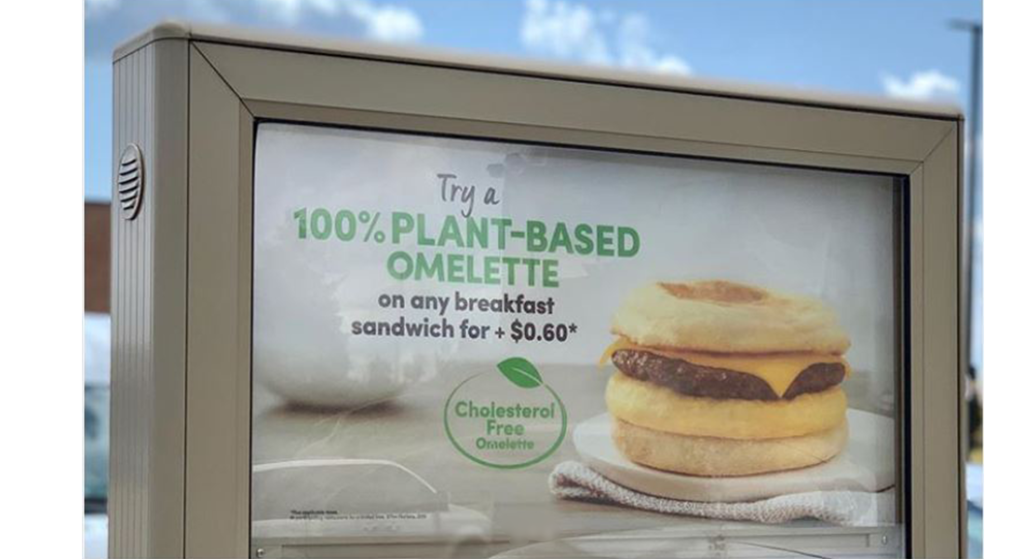 Try a
100% PLANT-BASED
OMELETTE
on any breakfast
sandwich for + $0.60*
Cholesterol
Free
Omelette